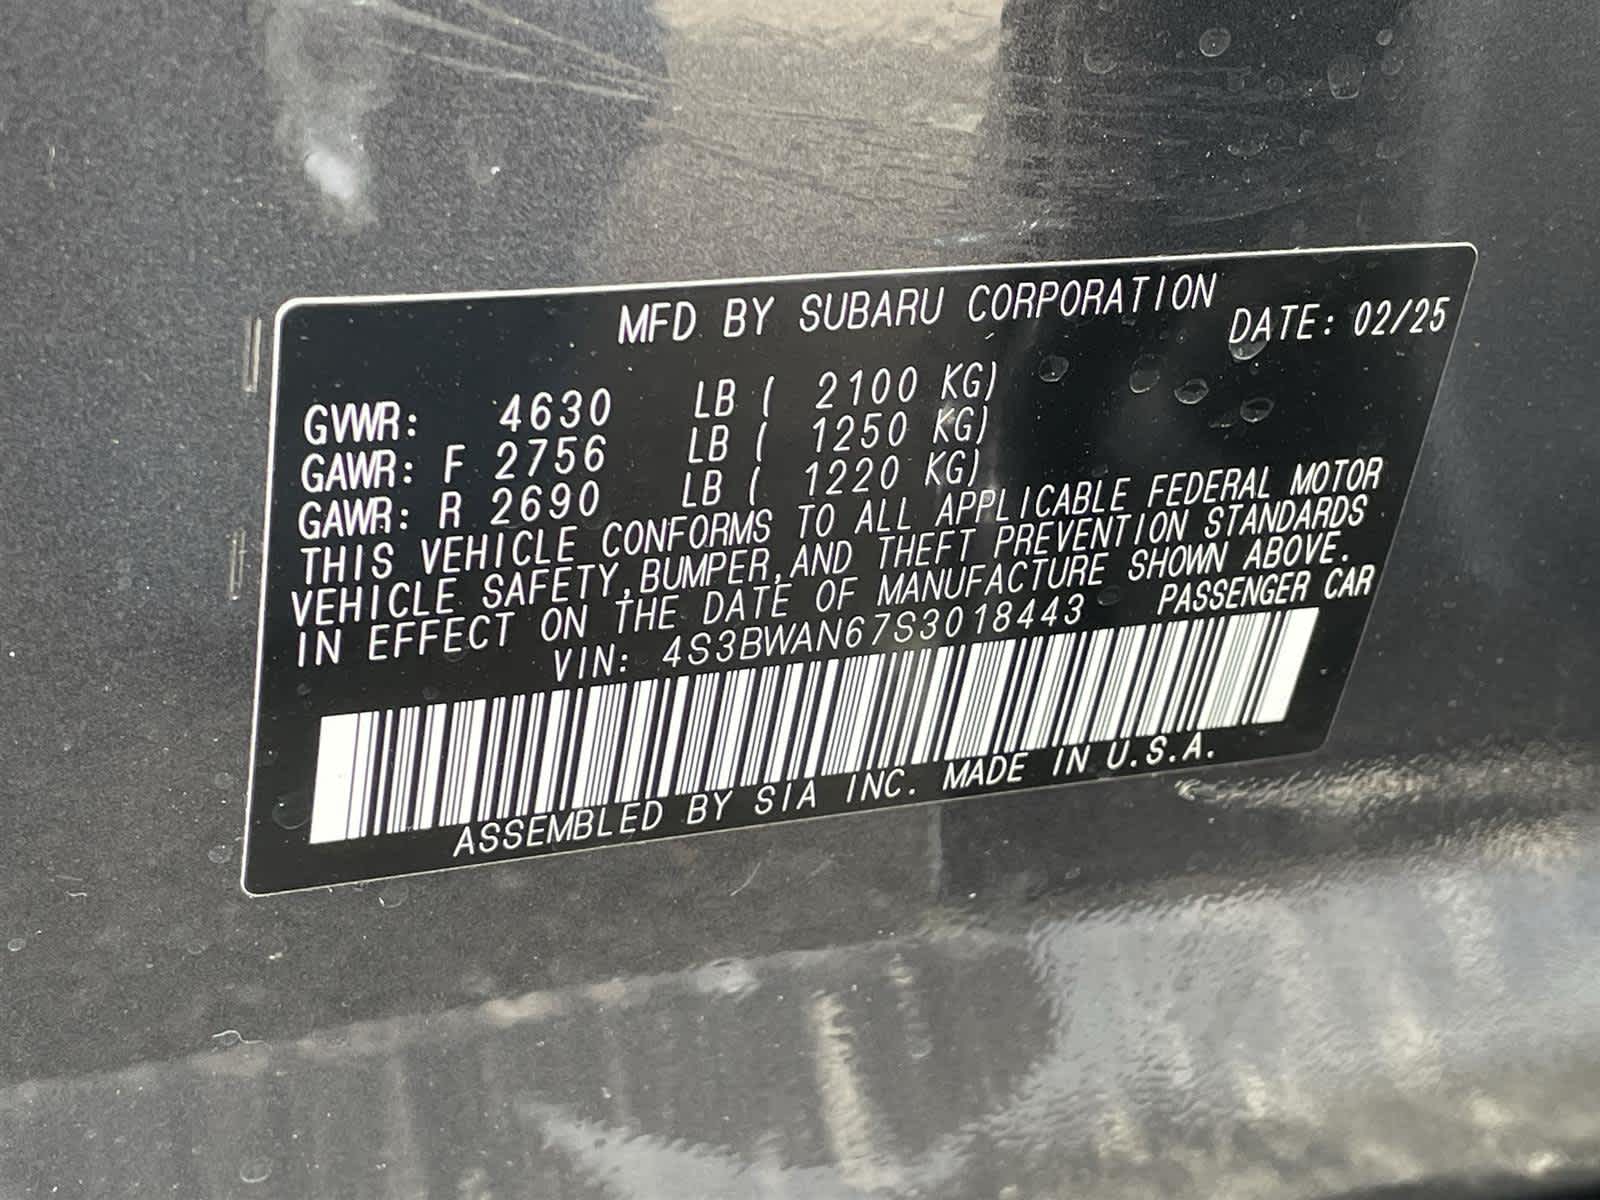 MFD BY SUBARU CORPORATION
DATE: 02/25
GVWR: 4630 LB ( 2100 KG)
GAWR: F 2756 LB ( 1250 KG)
GAWR: R 2690 LB ( 1220 KG)
THIS VEHICLE CONFORMS TO ALL APPLICABLE FEDERAL MOTOR
VEHICLE SAFETY,BUMPER,AND THEFT PREVENTION STANDARDS
IN EFFECT ON THE DATE OF MANUFACTURE SHOWN ABOVE.
VIN: 4S3BWAN67S3018443 PASSENGER CAR
ASSEMBLED BY SIA INC. MADE IN U.S.A.